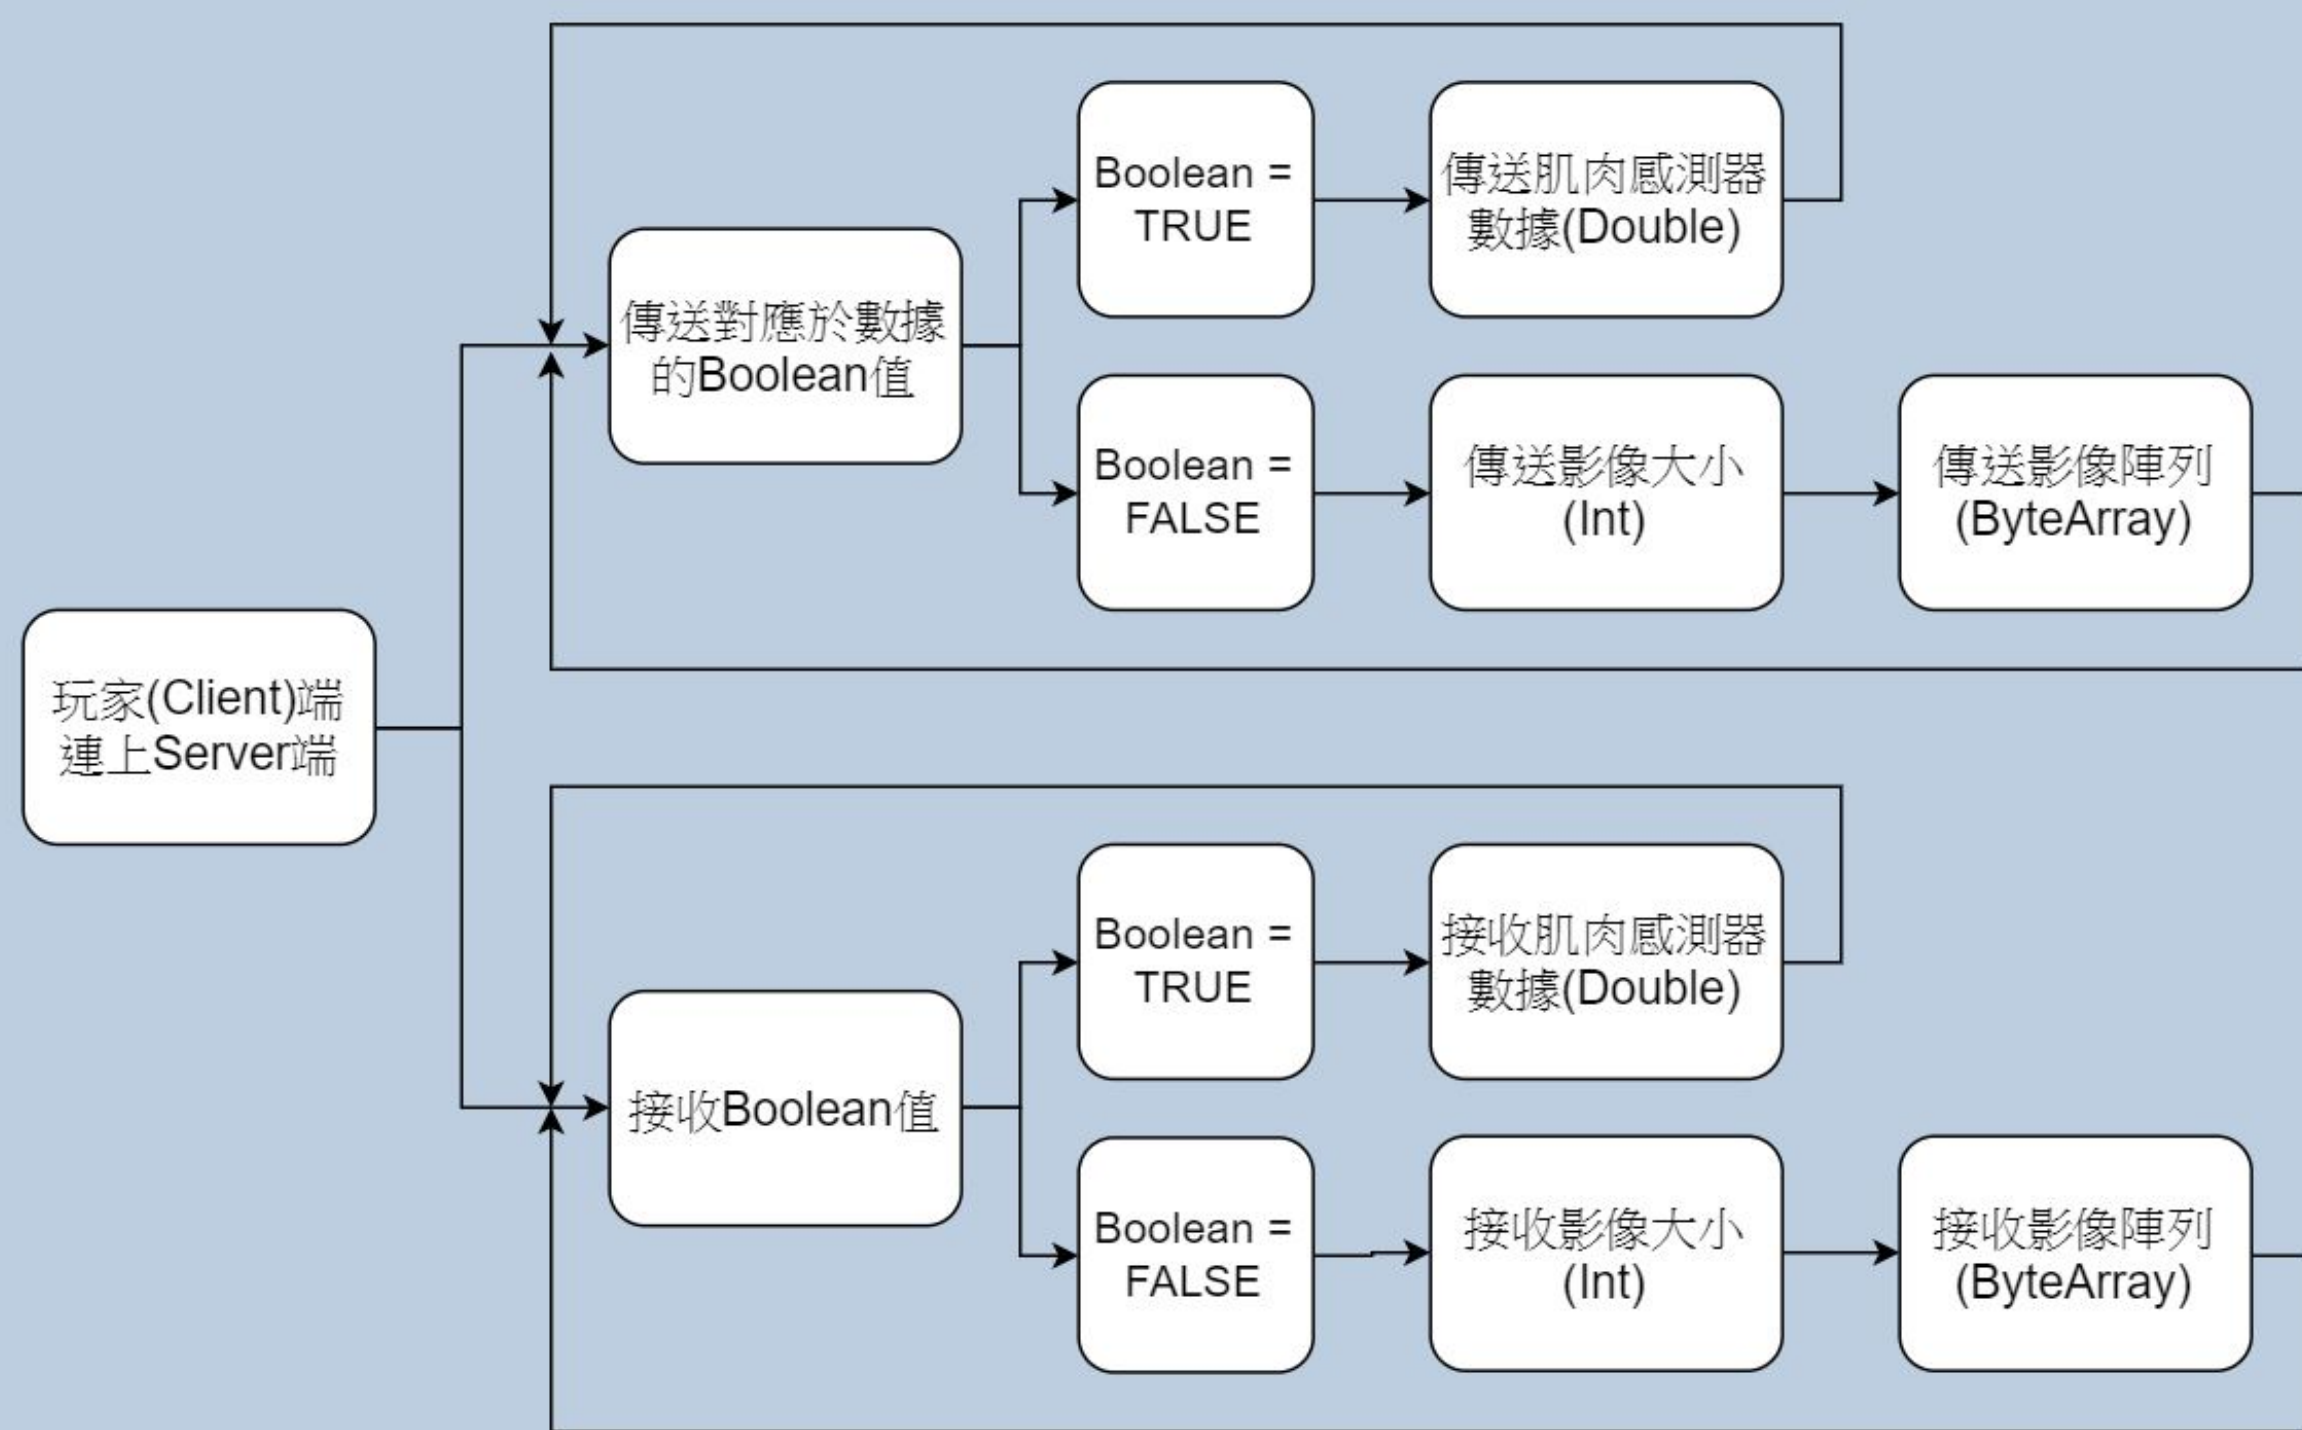 Boolean =
TRUE
傳送肌肉感測器
數據(Double)
傳送對應於數據
的Boolean值
Boolean =
FALSE
傳送影像大小
(Int)
傳送影像陣列
(ByteArray)
玩家(Client)端
連上Server端
Boolean =
TRUE
接收肌肉感測器
數據(Double)
接收Boolean值
Boolean =
FALSE
接收影像大小
(Int)
接收影像陣列
(ByteArray)